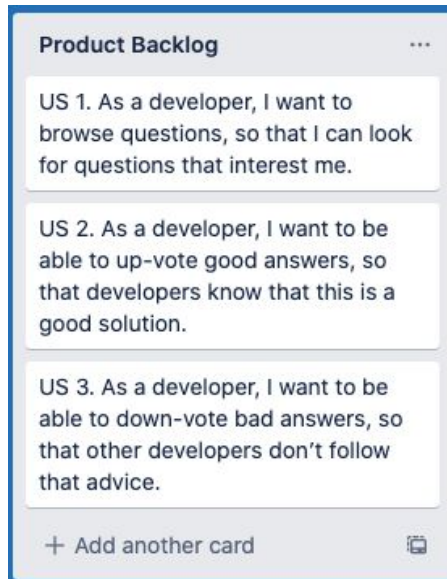 Product Backlog ...
US 1. As a developer, I want to
browse questions, so that I can look
for questions that interest me.
US 2. As a developer, I want to be
able to up-vote good answers, so
that developers know that this is a
good solution.
US 3. As a developer, I want to be
able to down-vote bad answers, so
that other developers don’t follow
that advice.
+ Add another card